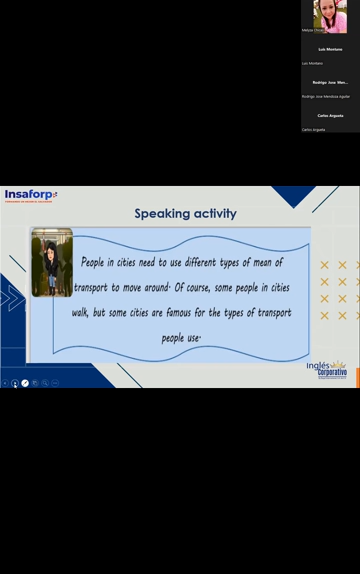 Luis Montano
Luis Montano
Rodrigo Jose Men...
Rodrigo Jose Mendoza Aguilar
Carlos Argueta
Carlos Argueta
Insaforp
Speaking activity
People in cities need to use different types of mean of
transport to move around. Of course, some people in cities
walk, but some cities are famous for the types of transport
people use.
Inglés
corporativo